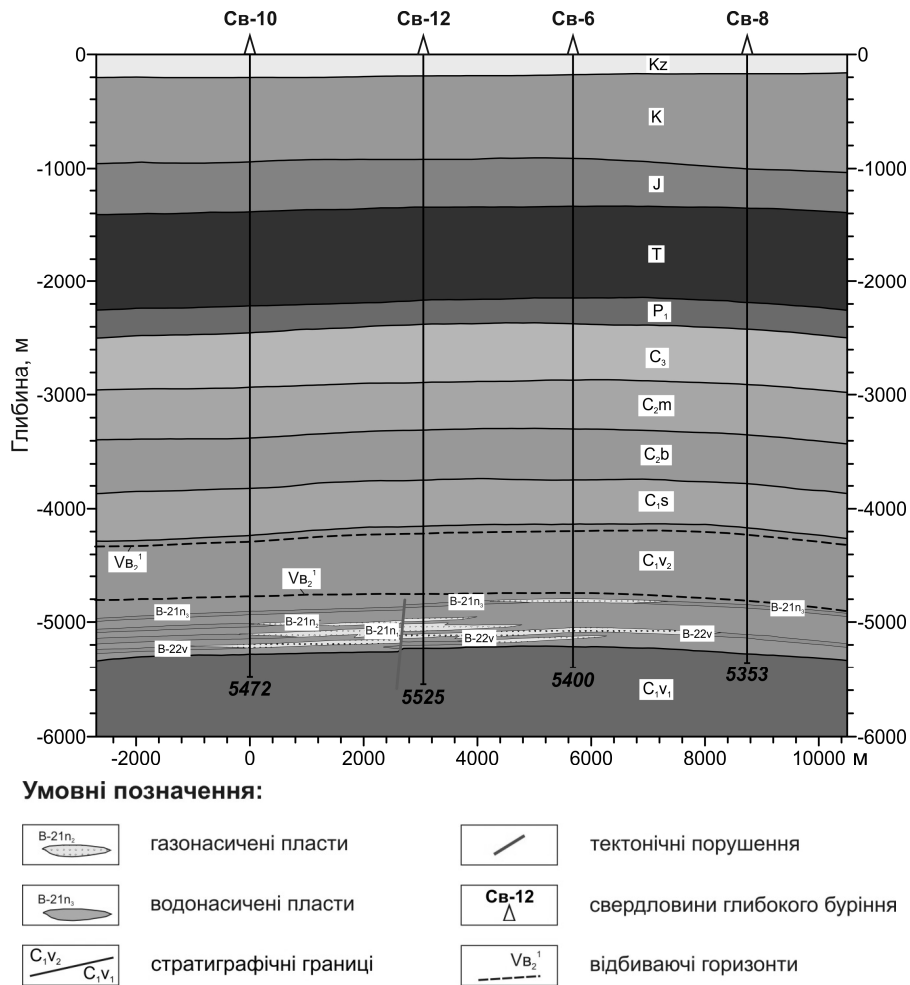 Св-10 Св-12 Св-6 Св-8
0 0
Kz
K
-1000 -1000
J
T
-2000 -2000
P₁
C₃
-3000 -3000
C₂m
C₂b
C₁s
-4000 -4000
Vв₂¹
C₁v₂
Vв₂¹
В-21n₃ В-21n₃ В-21n₃
-5000 -5000
В-21n₂ В-21n₁
В-22v В-22v В-22v
5472 5525 5400 5353
C₁v₁
-6000 -6000
Глибина, м
-2000 0 2000 4000 6000 8000 10000 м
Умовні позначення:
В-21n₂ газонасичені пласти
тектонічні порушення
В-21n₃ водонасичені пласти
Св-12 свердловини глибокого буріння
C₁v₂ C₁v₁ стратиграфічні границі
Vв₂¹ відбиваючі горизонти